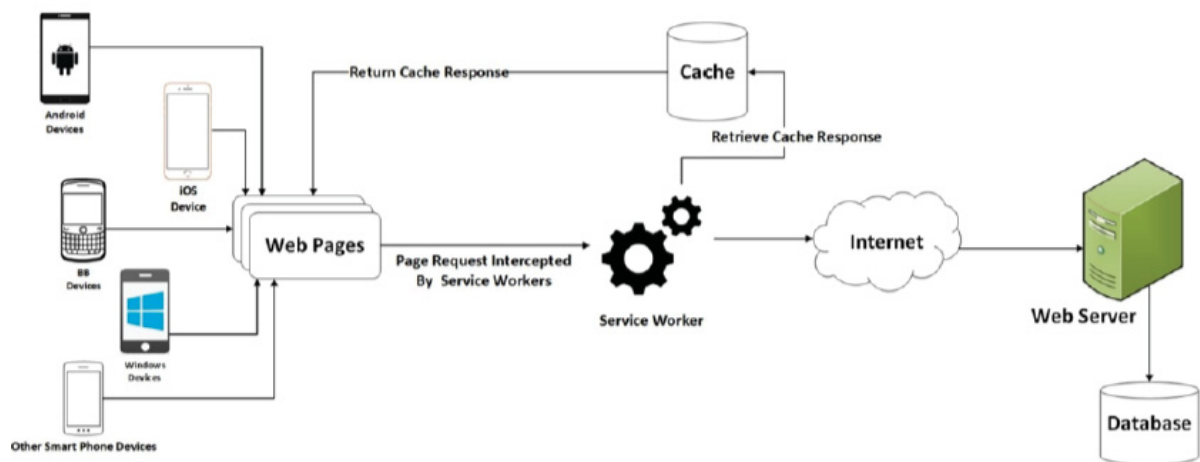 Android
Devices
iOS
Device
BB
Devices
Windows
Devices
Other Smart Phone Devices
Web Pages
Return Cache Response
Cache
Retrieve Cache Response
Page Request Intercepted
By Service Workers
Service Worker
Internet
Web Server
Database